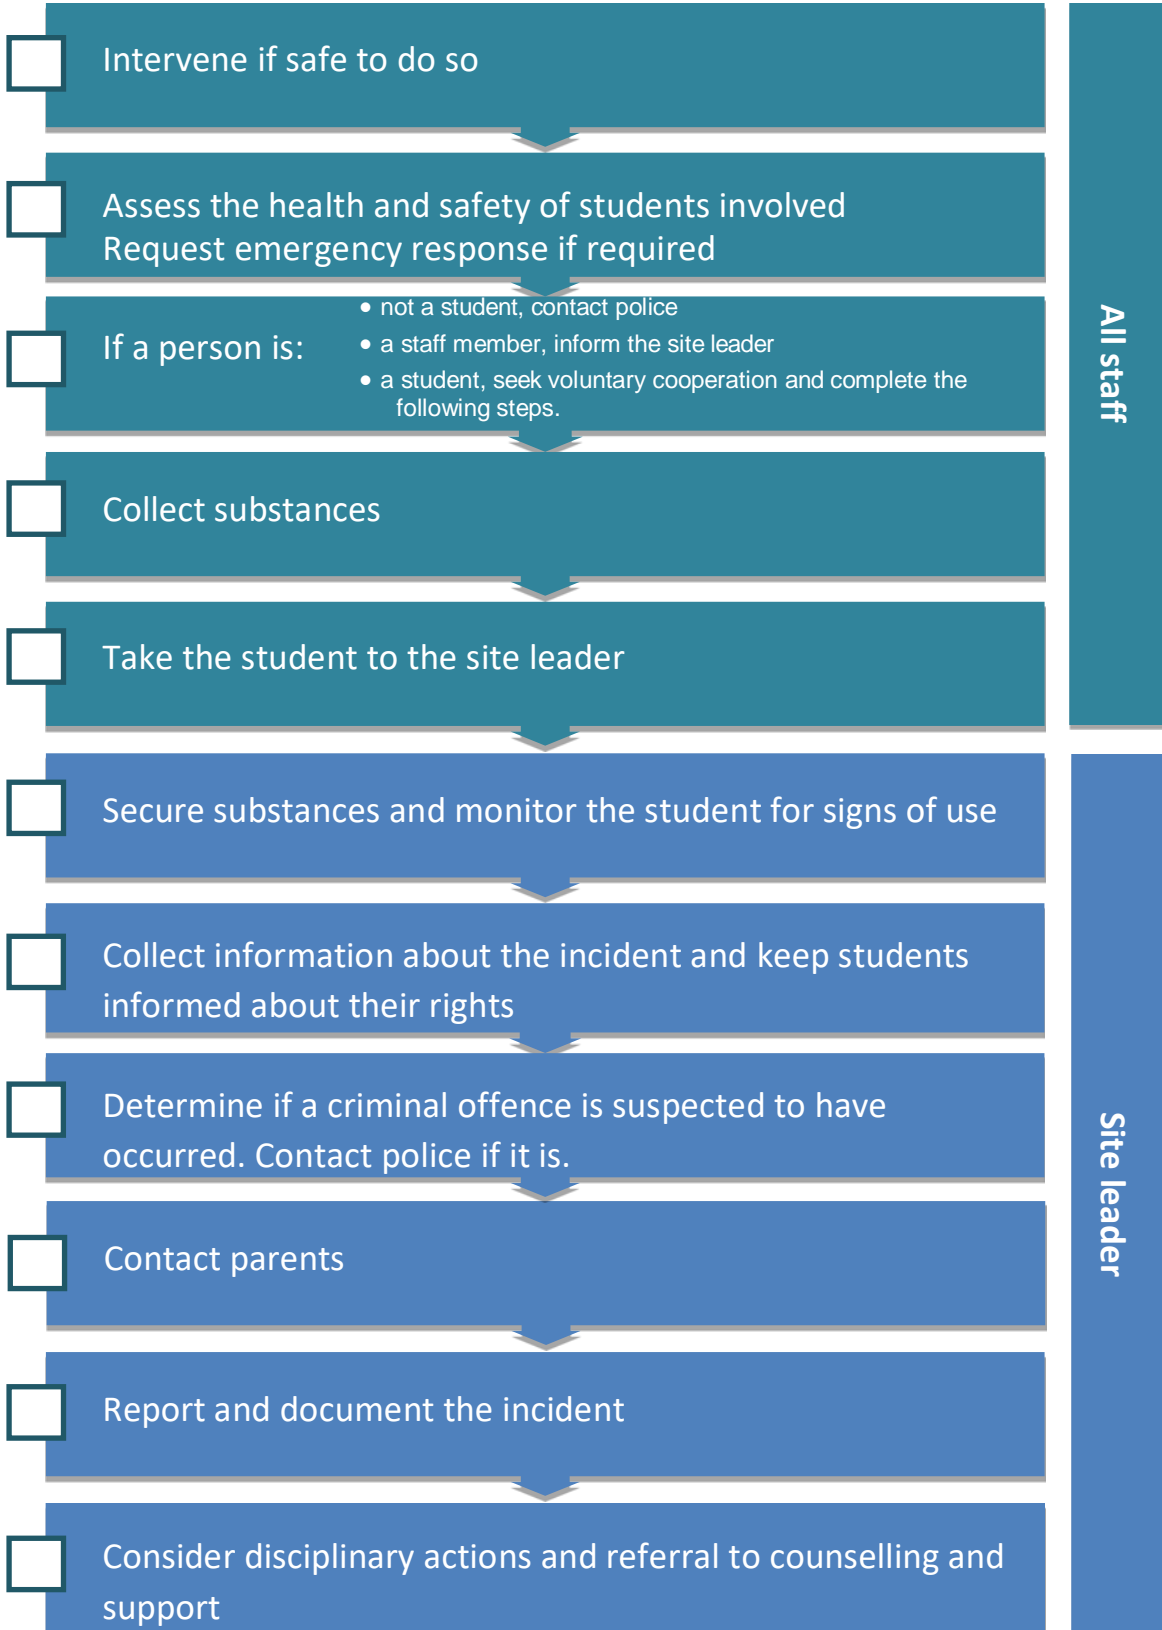 Intervene if safe to do so
Assess the health and safety of students involved
Request emergency response if required
If a person is:
• not a student, contact police
• a staff member, inform the site leader
• a student, seek voluntary cooperation and complete the
following steps.
Collect substances
Take the student to the site leader
All staff
Secure substances and monitor the student for signs of use
Collect information about the incident and keep students
informed about their rights
Determine if a criminal offence is suspected to have
occurred. Contact police if it is.
Contact parents
Report and document the incident
Consider disciplinary actions and referral to counselling and
support
Site leader